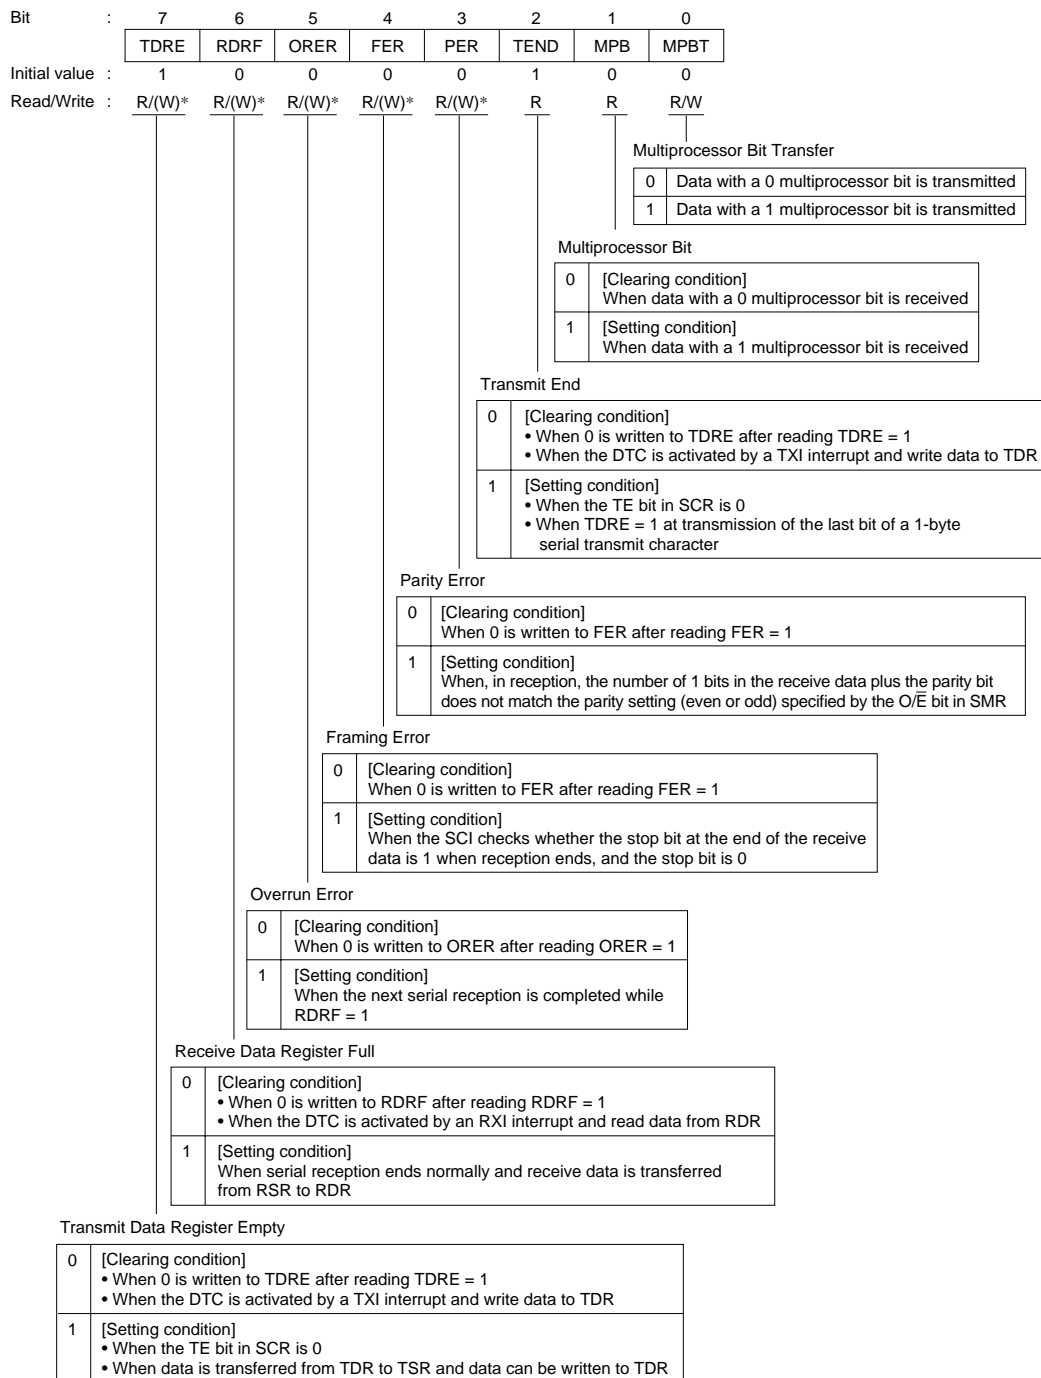 Bit : 7 6 5 4 3 2 1 0
TDRE RDRF ORER FER PER TEND MPB MPBT
Initial value : 1 0 0 0 0 1 0 0
Read/Write : R/(W)* R/(W)* R/(W)* R/(W)* R/(W)* R R R/W
Multiprocessor Bit Transfer
0 Data with a 0 multiprocessor bit is transmitted
1 Data with a 1 multiprocessor bit is transmitted
Multiprocessor Bit
0 [Clearing condition]
When data with a 0 multiprocessor bit is received
1 [Setting condition]
When data with a 1 multiprocessor bit is received
Transmit End
0 [Clearing condition]
• When 0 is written to TDRE after reading TDRE = 1
• When the DTC is activated by a TXI interrupt and write data to TDR
1 [Setting condition]
• When the TE bit in SCR is 0
• When TDRE = 1 at transmission of the last bit of a 1-byte
serial transmit character
Parity Error
0 [Clearing condition]
When 0 is written to FER after reading FER = 1
1 [Setting condition]
When, in reception, the number of 1 bits in the receive data plus the parity bit
does not match the parity setting (even or odd) specified by the O/E̅ bit in SMR
Framing Error
0 [Clearing condition]
When 0 is written to FER after reading FER = 1
1 [Setting condition]
When the SCI checks whether the stop bit at the end of the receive
data is 1 when reception ends, and the stop bit is 0
Overrun Error
0 [Clearing condition]
When 0 is written to ORER after reading ORER = 1
1 [Setting condition]
When the next serial reception is completed while
RDRF = 1
Receive Data Register Full
0 [Clearing condition]
• When 0 is written to RDRF after reading RDRF = 1
• When the DTC is activated by an RXI interrupt and read data from RDR
1 [Setting condition]
When serial reception ends normally and receive data is transferred
from RSR to RDR
Transmit Data Register Empty
0 [Clearing condition]
• When 0 is written to TDRE after reading TDRE = 1
• When the DTC is activated by a TXI interrupt and write data to TDR
1 [Setting condition]
• When the TE bit in SCR is 0
• When data is transferred from TDR to TSR and data can be written to TDR